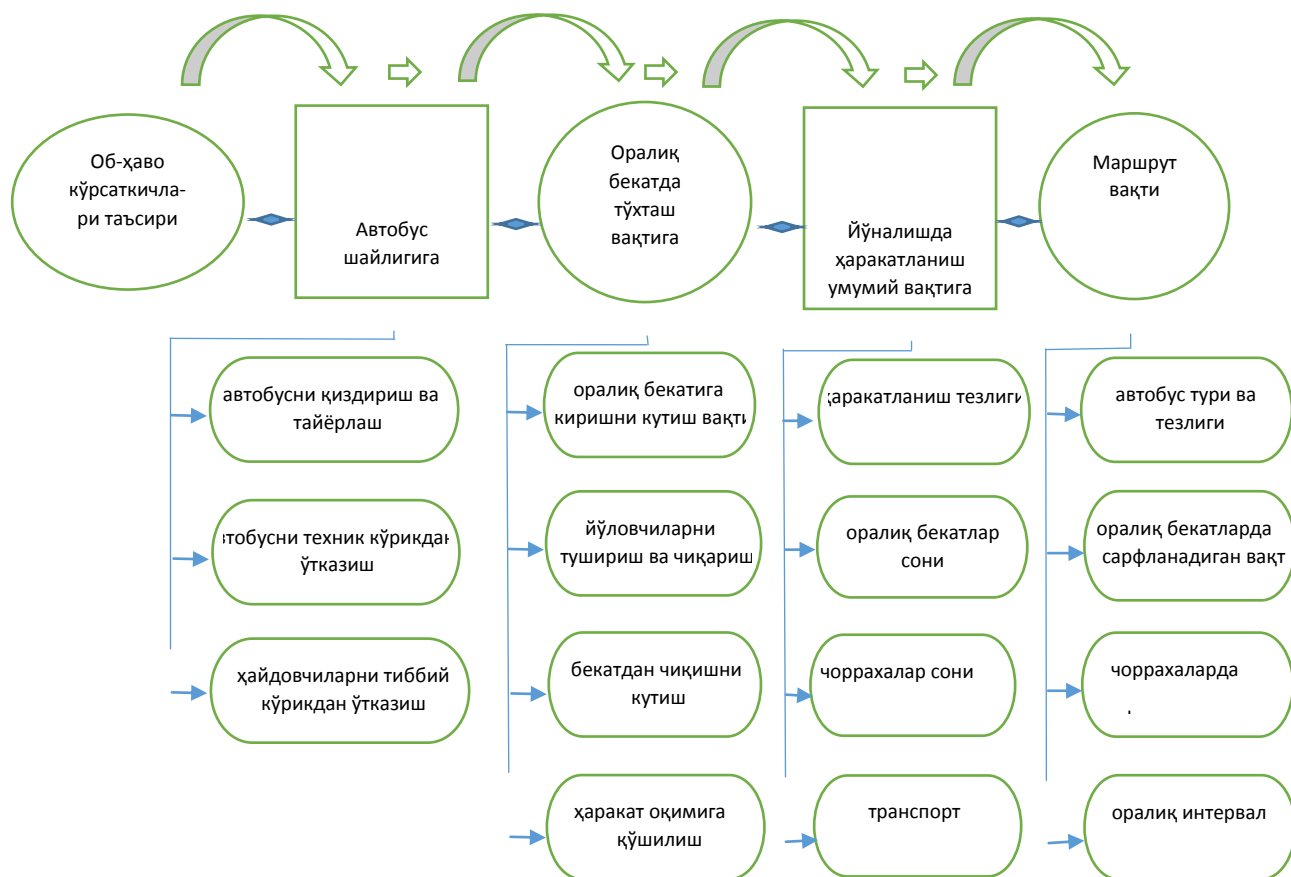 Об-ҳаво
кўрсаткичла-
ри таъсири
Автобус
шайлигига
Оралиқ
бекатда
тўхташ
вақтига
Йўналишда
ҳаракатланиш
умумий вақтига
Маршрут
вақти
автобусни қиздириш ва
тайёрлаш
техник кўрикдан
ўтказиш
ҳайдовчиларни тиббий
кўрикдан ўтказиш
оралиқ бекатига
киришни кутиш вақти
йўловчиларни
тушириш ва чиқариш
бекатдан чиқишни
кутиш
ҳаракат оқимига
қўшилиш
ҳаракатланиш тезлиги
оралиқ бекатлар
сони
чоррахалар сони
транспорт
автобус тури ва
тезлиги
оралиқ бекатларда
сарфланадиган вақт
чоррахаларда
оралиқ интервал